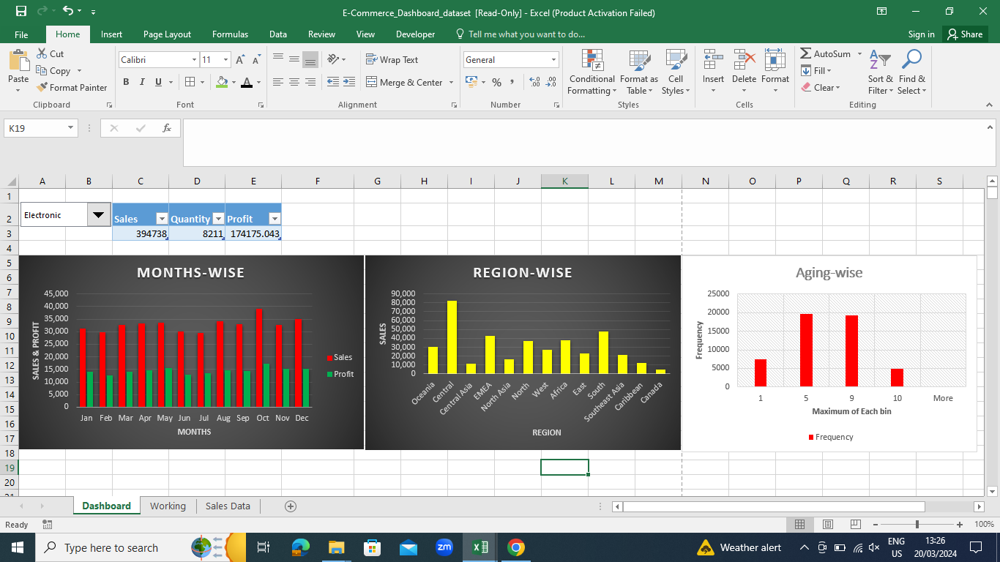 E-Commerce_Dashboard_dataset [Read-Only] - Excel (Product Activation Failed)
File Home Insert Page Layout Formulas Data Review View Developer Tell me what you want to do... Sign in Share
Paste
Cut
Copy
Format Painter
Clipboard
Calibri 11
B I U A
Font
Wrap Text
Merge & Center
Alignment
General
%
Number
Conditional Formatting
Format as Table
Cell Styles
Styles
Insert Delete Format
Cells
AutoSum
Fill
Clear
Sort & Filter
Find & Select
Editing
K19
fx
A B C D E F G H I J K L M N O P Q R S
1
2
3
4
5
6
7
8
9
10
11
12
13
14
15
16
17
18
19
20
21
Electronic
Sales Quantity Profit
394738 8211 174175.043
MONTHS-WISE
SALES & PROFIT
45,000
40,000
35,000
30,000
25,000
20,000
15,000
10,000
5,000
0
Jan Feb Mar Apr May Jun Jul Aug Sep Oct Nov Dec
MONTHS
Sales
Profit
REGION-WISE
SALES
90,000
80,000
70,000
60,000
50,000
40,000
30,000
20,000
10,000
0
Oceania Central Central Asia EMEA North Asia North West Africa East South Southeast Asia Caribbean Canada
REGION
Aging-wise
Frequency
25000
20000
15000
10000
5000
0
1 5 9 10 More
Maximum of Each bin
Frequency
Dashboard Working Sales Data
Ready
100%
Type here to search
zm
Weather alert
ENG
US
13:26
20/03/2024